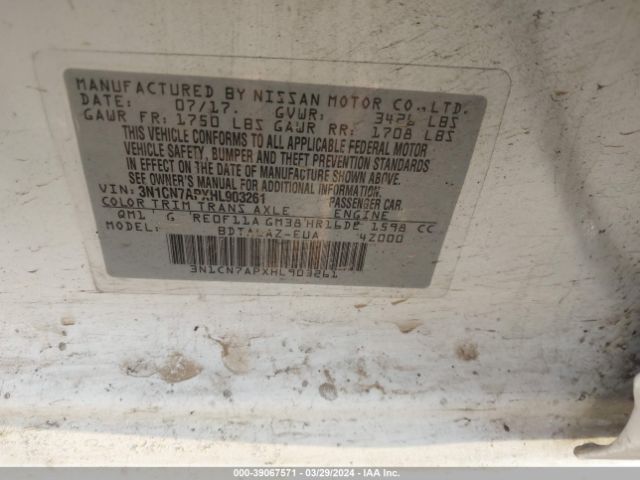 MANUFACTURED BY NISSAN MOTOR CO., LTD.
DATE: 07/17. GVWR: 3426 LBS
GAWR FR: 1750 LBS GAWR RR: 1708 LBS
THIS VEHICLE CONFORMS TO ALL APPLICABLE FEDERAL MOTOR
VEHICLE SAFETY, BUMPER AND THEFT PREVENTION STANDARDS
IN EFFECT ON THE DATE OF MANUFACTURE SHOWN ABOVE.
SEE OWNER'S MANUAL FOR ADDITIONAL INFORMATION
VIN: 3N1CN7APXHL903261 PASSENGER CAR.
COLOR TRIM TRANS AXLE ENGINE
QM1 G RE0F11A GM38 HR16DE 1598 CC
MODEL: BDTALAZ-EUA 4Z000
3N1CN7APXHL903261
000-39067571 | 03/29/2024 | IAA Inc.